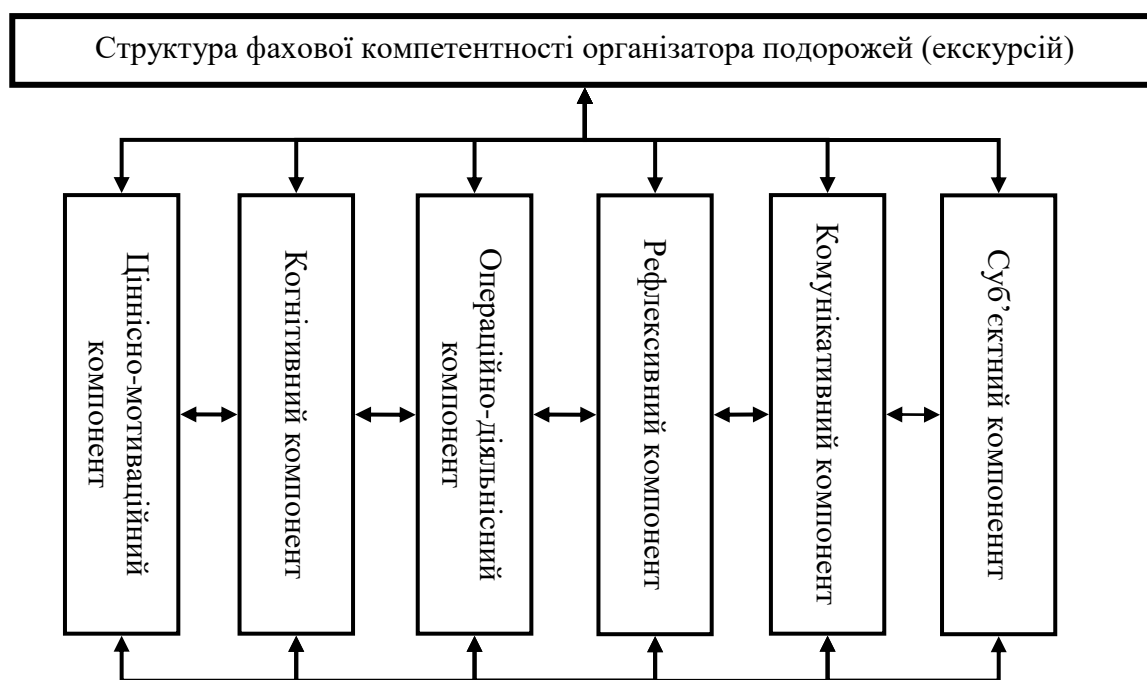 Структура фахової компетентності організатора подорожей (екскурсій)
Ціннісно-мотиваційний
компонент
Когнітивний компонент
Операційно-діяльнісний
компонент
Рефлексивний компонент
Комунікативний компонент
Суб’єктний компоненнт